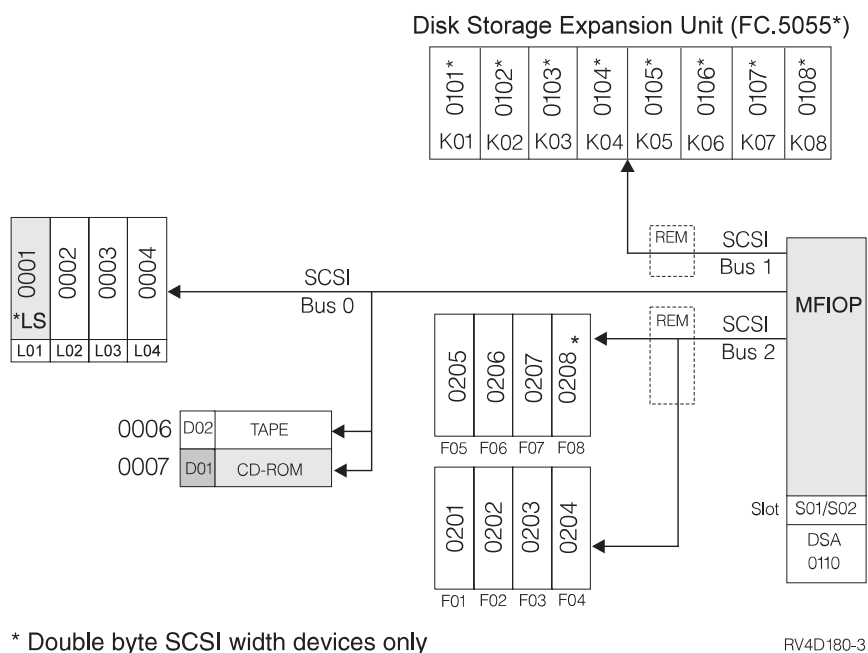 Disk Storage Expansion Unit (FC.5055*)
0101* 0102* 0103* 0104* 0105* 0106* 0107* 0108*
K01 K02 K03 K04 K05 K06 K07 K08
REM SCSI
Bus 1
0001 0002 0003 0004
*LS
L01 L02 L03 L04
SCSI
Bus 0
MFIOP
REM SCSI
Bus 2
0205 0206 0207 0208*
F05 F06 F07 F08
0006 D02 TAPE
0007 D01 CD-ROM
0201 0202 0203 0204
F01 F02 F03 F04
Slot S01/S02
DSA
0110
* Double byte SCSI width devices only
RV4D180-3